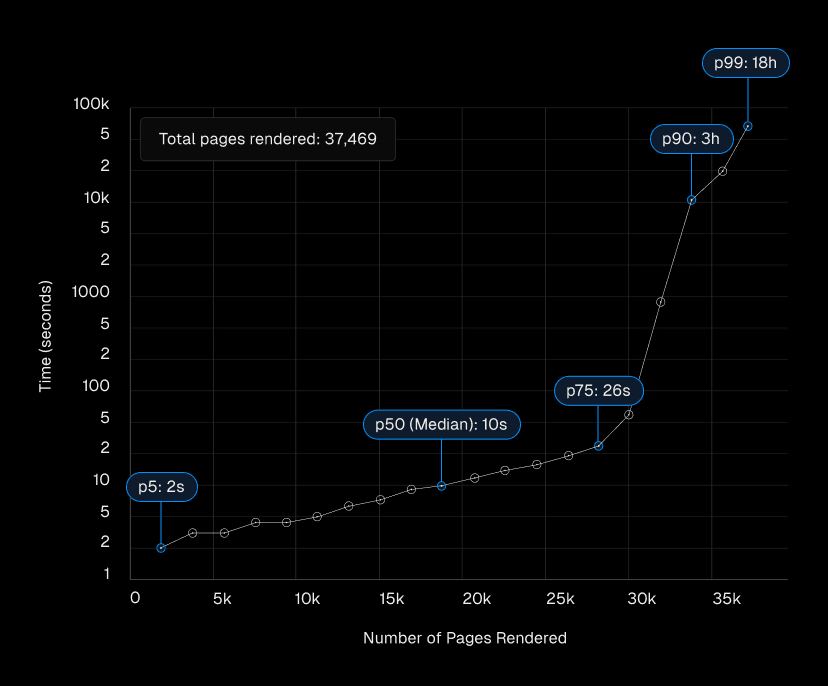 p99: 18h
100k
Total pages rendered: 37,469
5
p90: 3h
2
10k
5
2
1000
5
2
100
p75: 26s
5
p50 (Median): 10s
2
10
p5: 2s
5
2
1
Time (seconds)
0 5k 10k 15k 20k 25k 30k 35k
Number of Pages Rendered